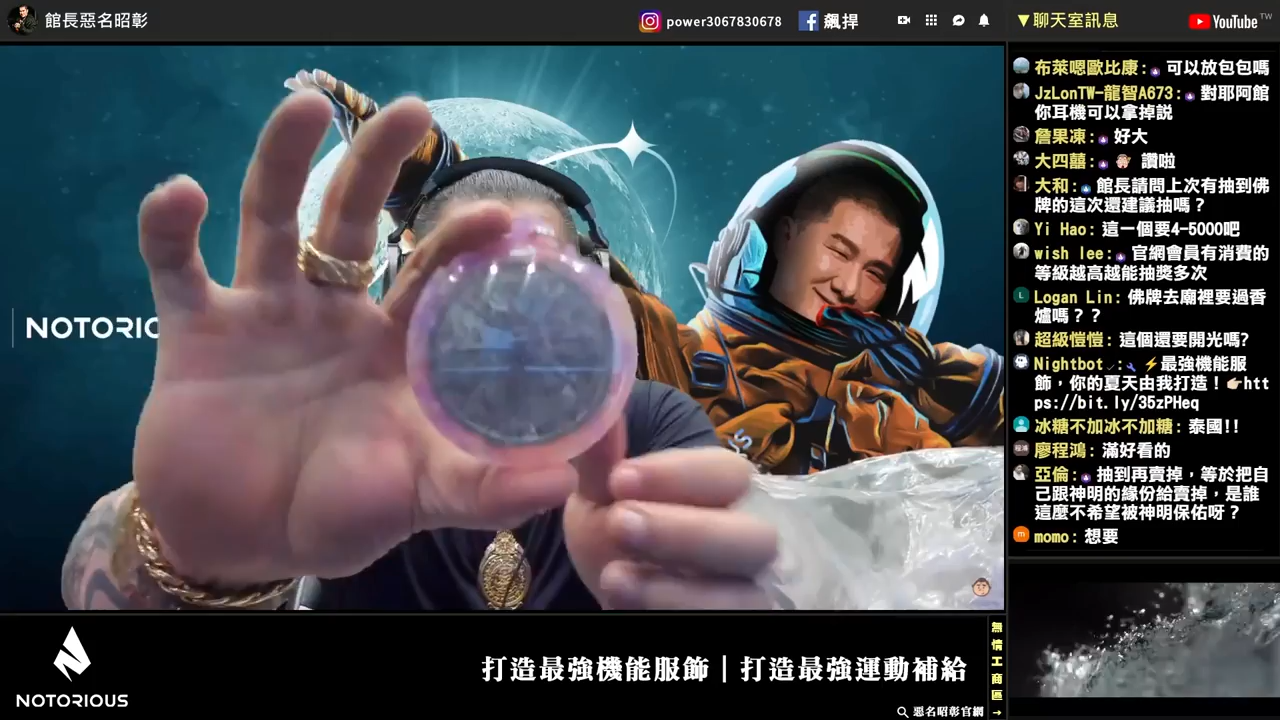 館長惡名昭彰
power3067830678
飆捍
▼聊天室訊息
YouTube TW
布萊嗯歐比康: 可以放包包嗎
JzLonTW-龍智A673: 對耶阿館
你耳機可以拿掉説
詹果凍: 好大
大四囍: 讚啦
大和: 館長請問上次有抽到佛
牌的這次還建議抽嗎？
Yi Hao: 這一個要4-5000吧
wish lee: 官網會員有消費的
等級越高越能抽獎多次
L
Logan Lin: 佛牌去廟裡要過香
爐嗎？？
超級愷愷: 這個還要開光嗎?
Nightbot: ⚡最強機能服
飾，你的夏天由我打造！👉htt
ps://bit.ly/35zPHeq
冰糖不加冰不加糖: 泰國!!
廖程鴻: 滿好看的
亞倫: 抽到再賣掉，等於把自
己跟神明的緣份給賣掉，是誰
這麼不希望被神明保佑呀？
m
momo: 想要
NOTORIO
NOTORIOUS
打造最強機能服飾｜打造最強運動補給
無情工商區→
惡名昭彰官網